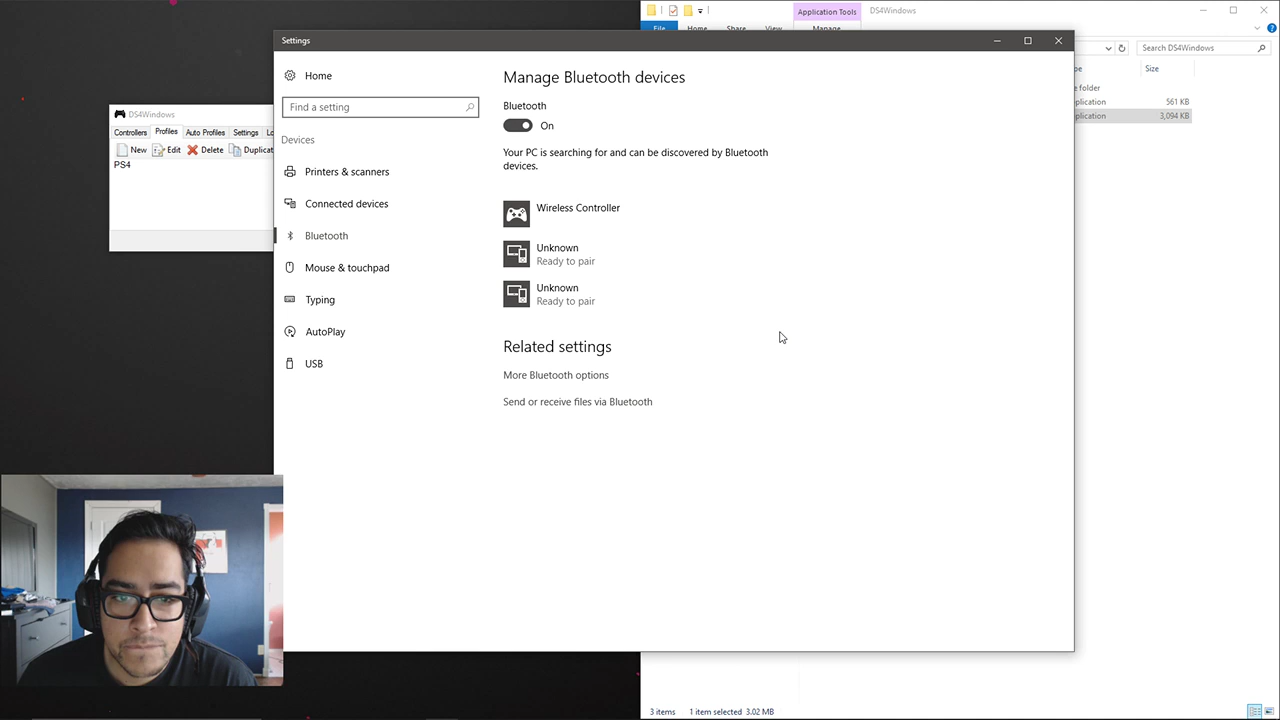 Application Tools
DS4Windows
File
Home
Share
View
Manage
Search DS4Windows
Size
folder
561 KB
3,094 KB
3 items
1 item selected 3.02 MB
DS4Windows
Controllers
Profiles
Auto Profiles
Settings
New
Edit
Delete
PS4
Settings
Home
Find a setting
Devices
Printers & scanners
Connected devices
Bluetooth
Mouse & touchpad
Typing
AutoPlay
USB
Manage Bluetooth devices
Bluetooth
On
Your PC is searching for and can be discovered by Bluetooth
devices.
Wireless Controller
Unknown
Ready to pair
Unknown
Ready to pair
Related settings
More Bluetooth options
Send or receive files via Bluetooth